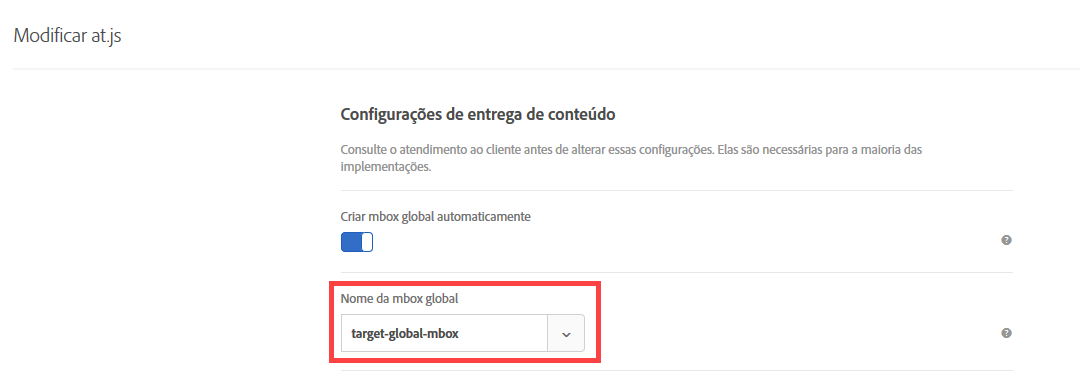 Modificar at.js
Configurações de entrega de conteúdo
Consulte o atendimento ao cliente antes de alterar essas configurações. Elas são necessárias para a maioria das
implementações.
Criar mbox global automaticamente
?
Nome da mbox global
target-global-mbox
?